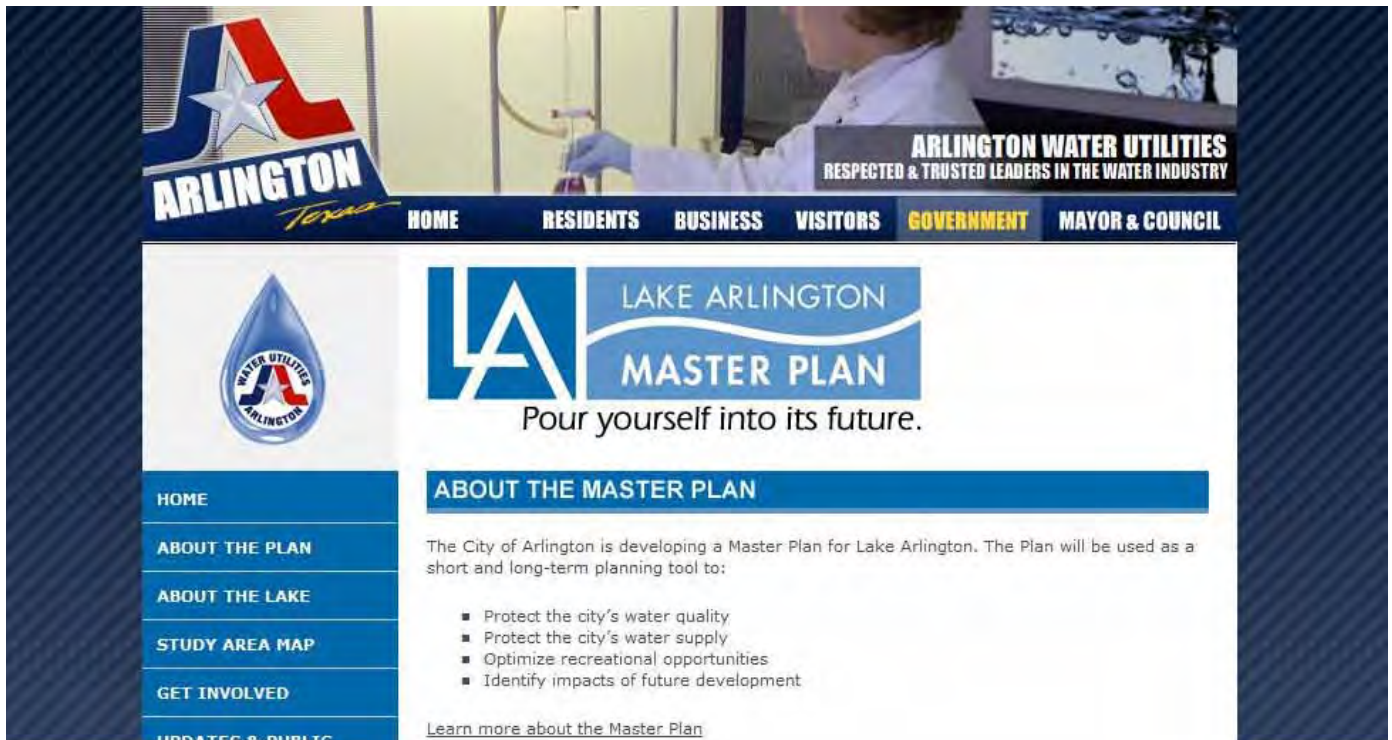 ARLINGTON
Texas
ARLINGTON WATER UTILITIES
RESPECTED & TRUSTED LEADERS IN THE WATER INDUSTRY
HOME RESIDENTS BUSINESS VISITORS GOVERNMENT MAYOR & COUNCIL
WATER UTILITIES
ARLINGTON
LA
LAKE ARLINGTON
MASTER PLAN
Pour yourself into its future.
HOME
ABOUT THE PLAN
ABOUT THE LAKE
STUDY AREA MAP
GET INVOLVED
UPDATES & PUBLIC
ABOUT THE MASTER PLAN
The City of Arlington is developing a Master Plan for Lake Arlington. The Plan will be used as a
short and long-term planning tool to:
▪ Protect the city's water quality
▪ Protect the city's water supply
▪ Optimize recreational opportunities
▪ Identify impacts of future development
Learn more about the Master Plan